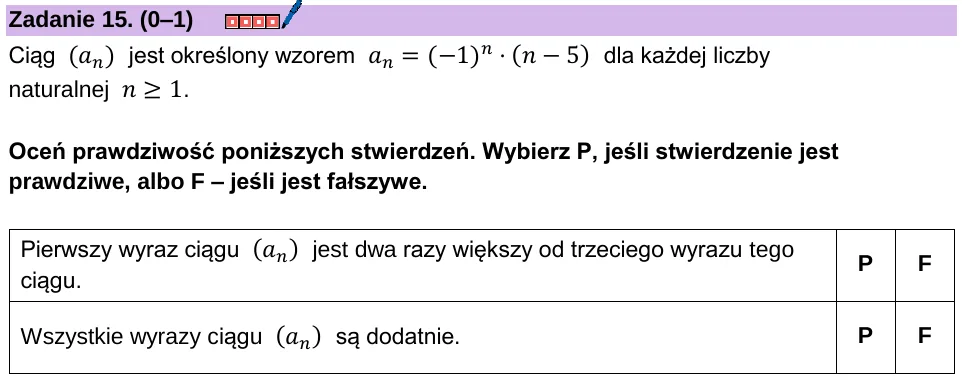 Zadanie 15. (0–1)
Ciąg (aₙ) jest określony wzorem aₙ = (−1)ⁿ · (n − 5) dla każdej liczby
naturalnej n ≥ 1.
Oceń prawdziwość poniższych stwierdzeń. Wybierz P, jeśli stwierdzenie jest
prawdziwe, albo F – jeśli jest fałszywe.
Pierwszy wyraz ciągu (aₙ) jest dwa razy większy od trzeciego wyrazu tego
ciągu.
P F
Wszystkie wyrazy ciągu (aₙ) są dodatnie. P F